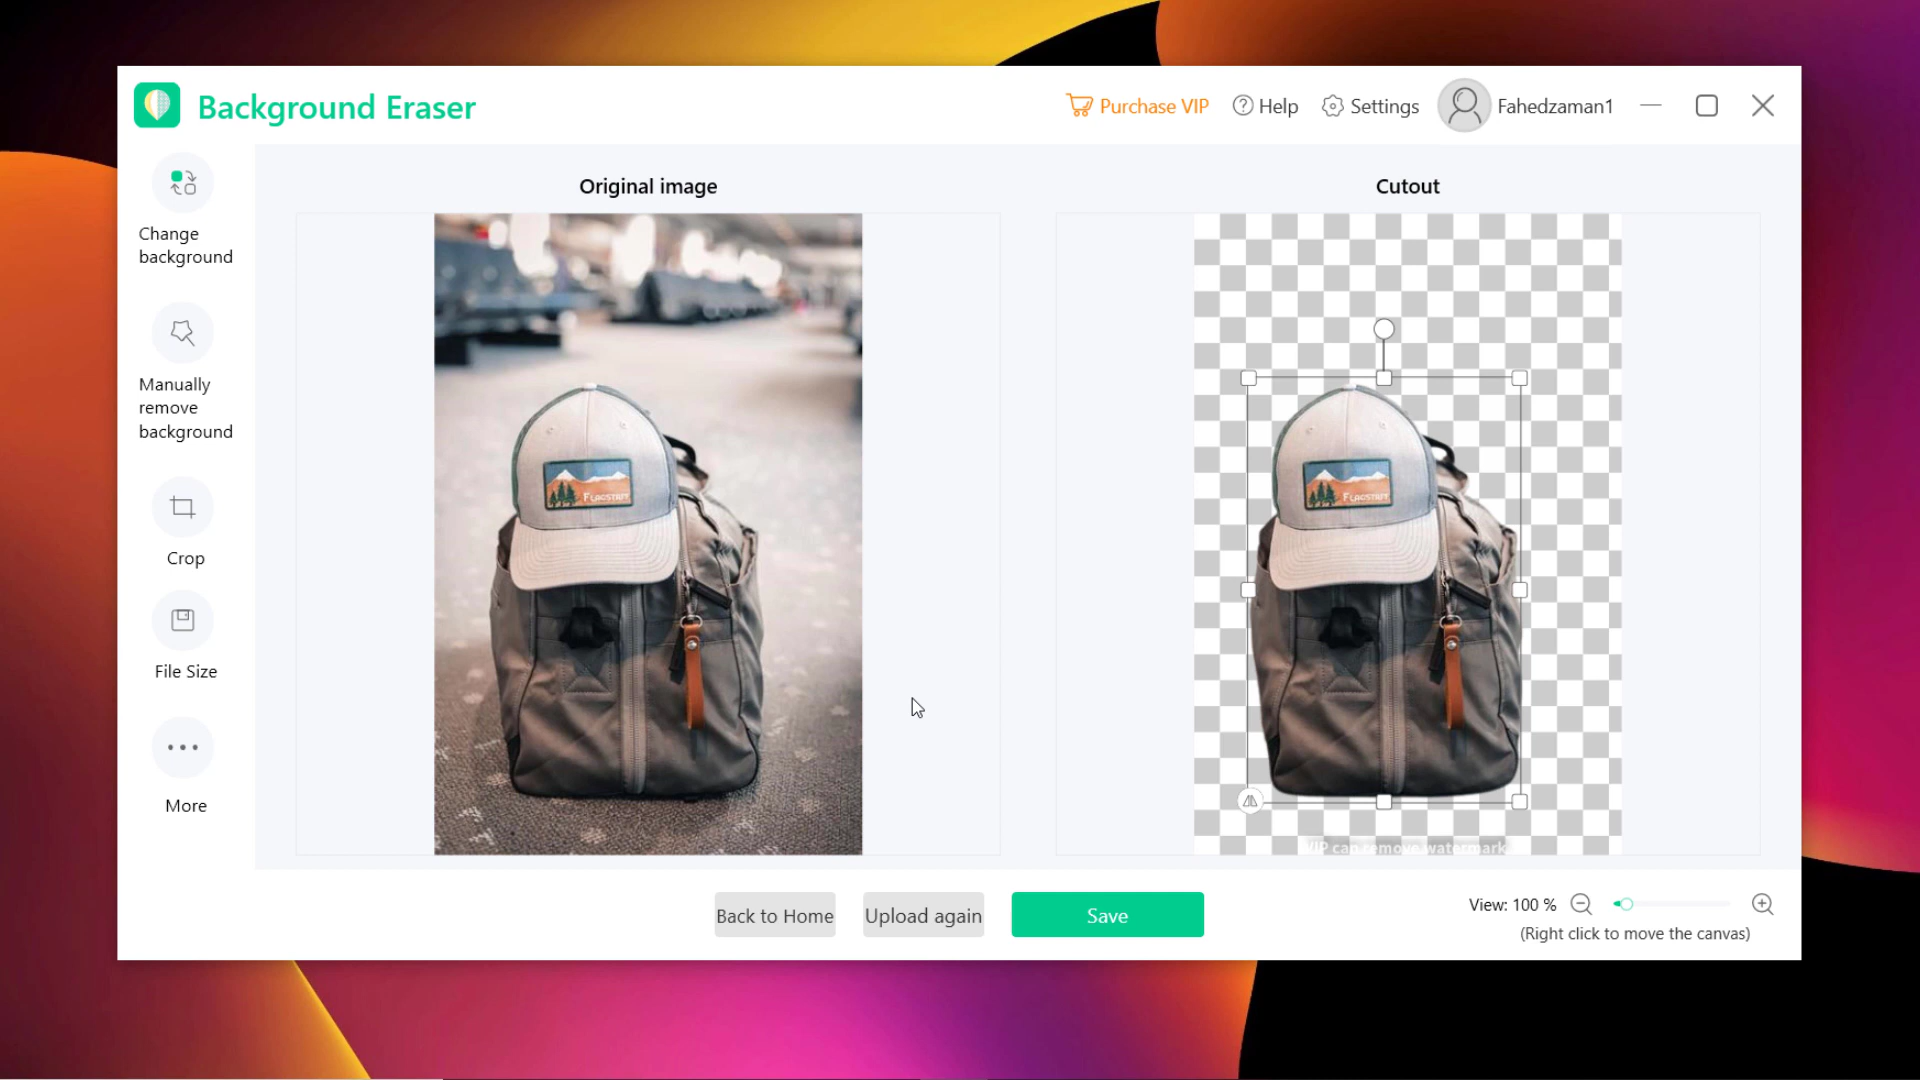 Background Eraser
Purchase VIP
Help
Settings
Fahedzaman1
Change
background
Manually
remove
background
Crop
File Size
More
Original image
FLAGSTAFF
Cutout
FLAGSTAFF
VIP can remove watermark
Back to Home
Upload again
Save
View: 100 %
(Right click to move the canvas)